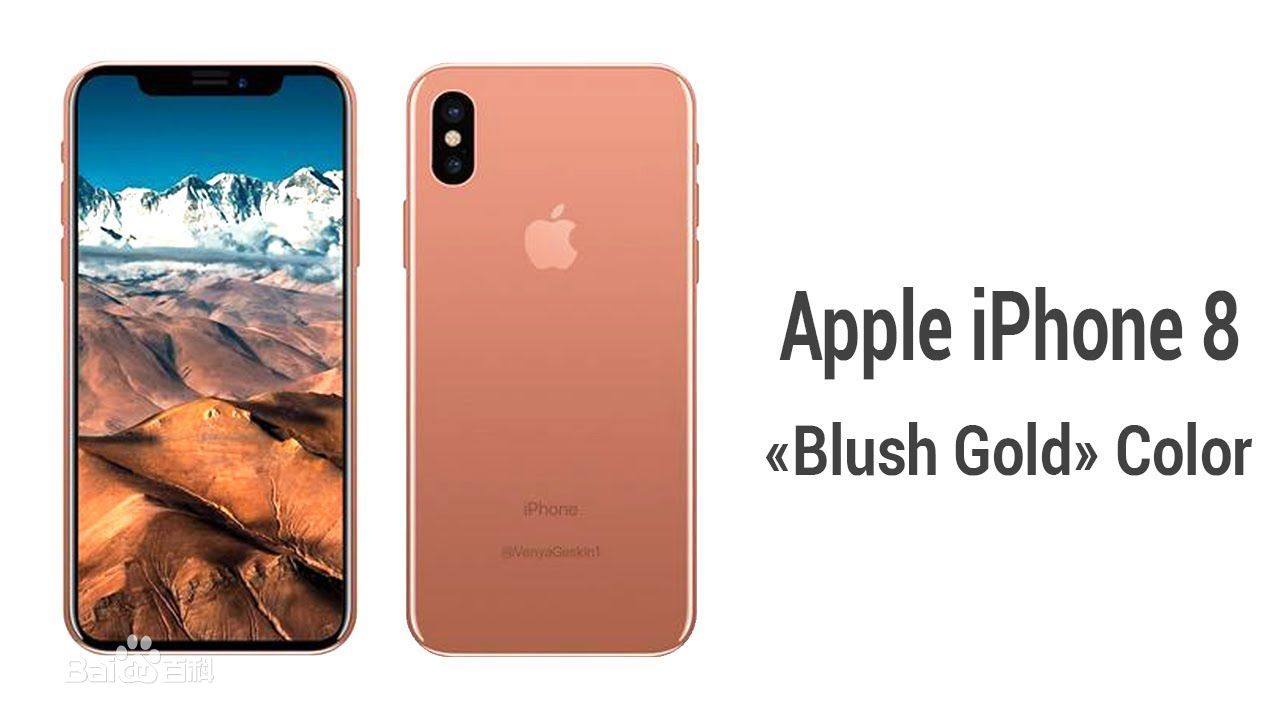 Apple iPhone 8
«Blush Gold» Color
iPhone
@VenyaGeskin1
Bai百科